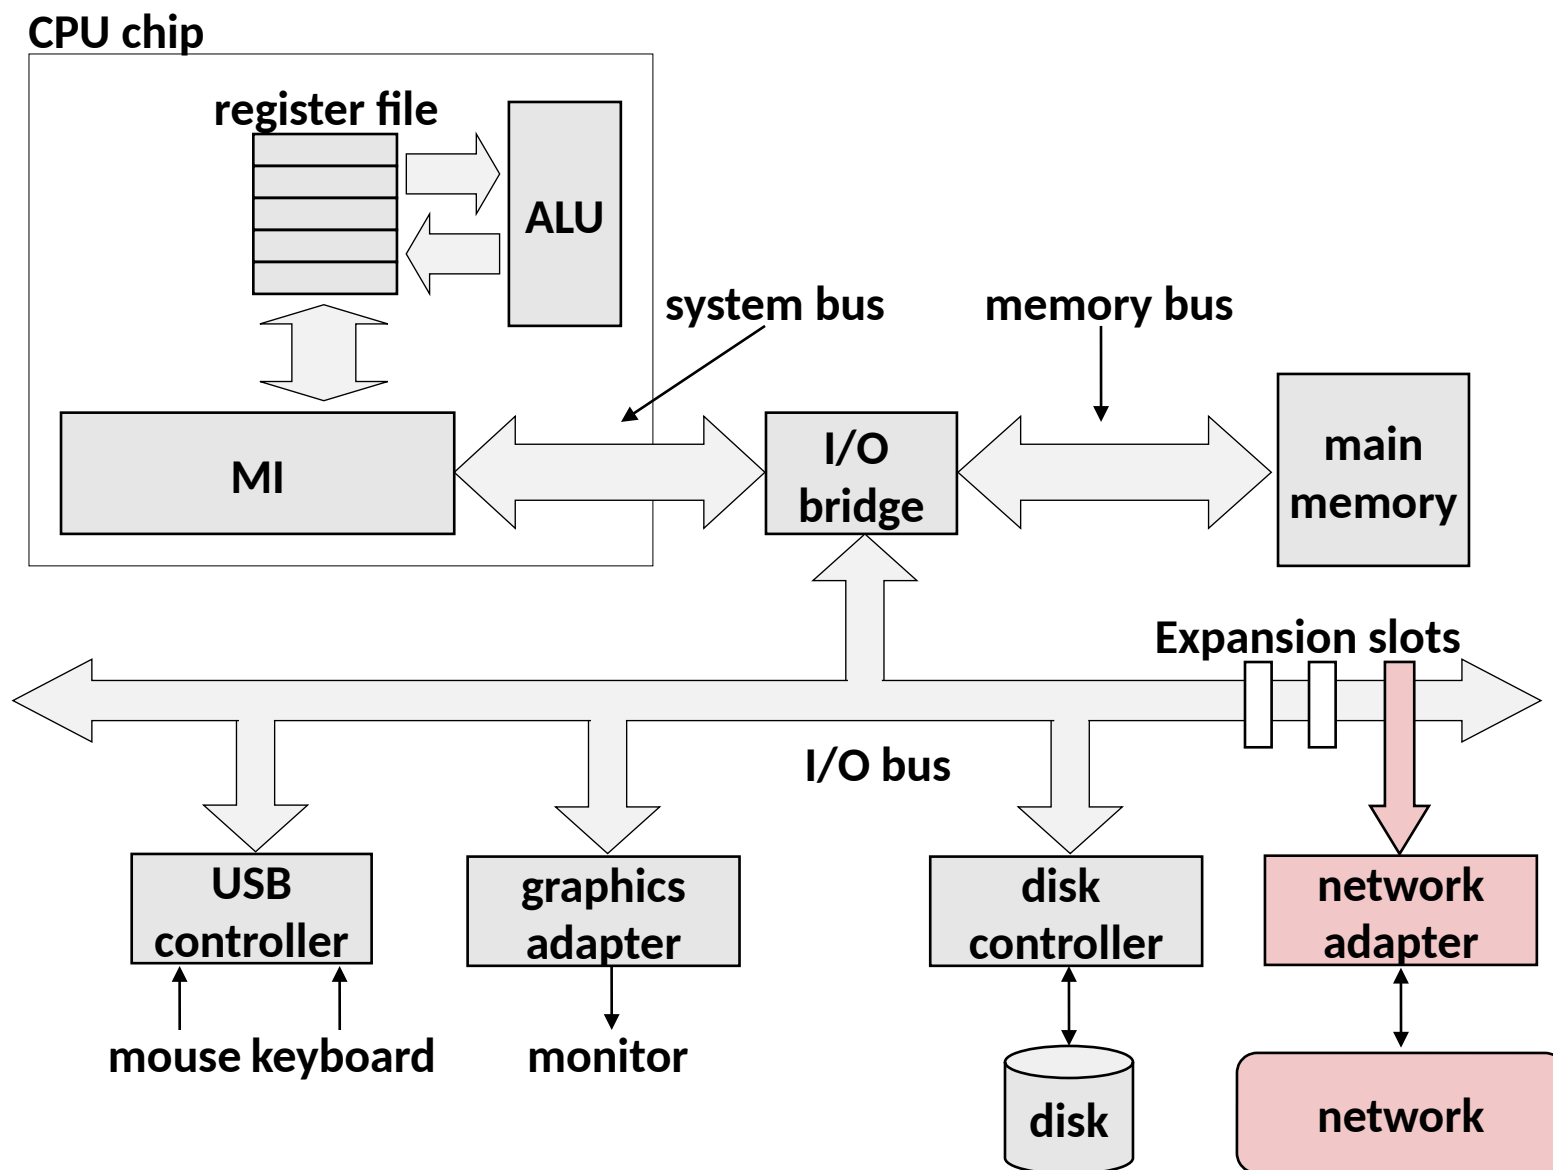 CPU chip
register file
ALU
system bus
memory bus
MI
I/O
bridge
main
memory
Expansion slots
I/O bus
USB
controller
graphics
adapter
disk
controller
network
adapter
mouse keyboard
monitor
disk
network